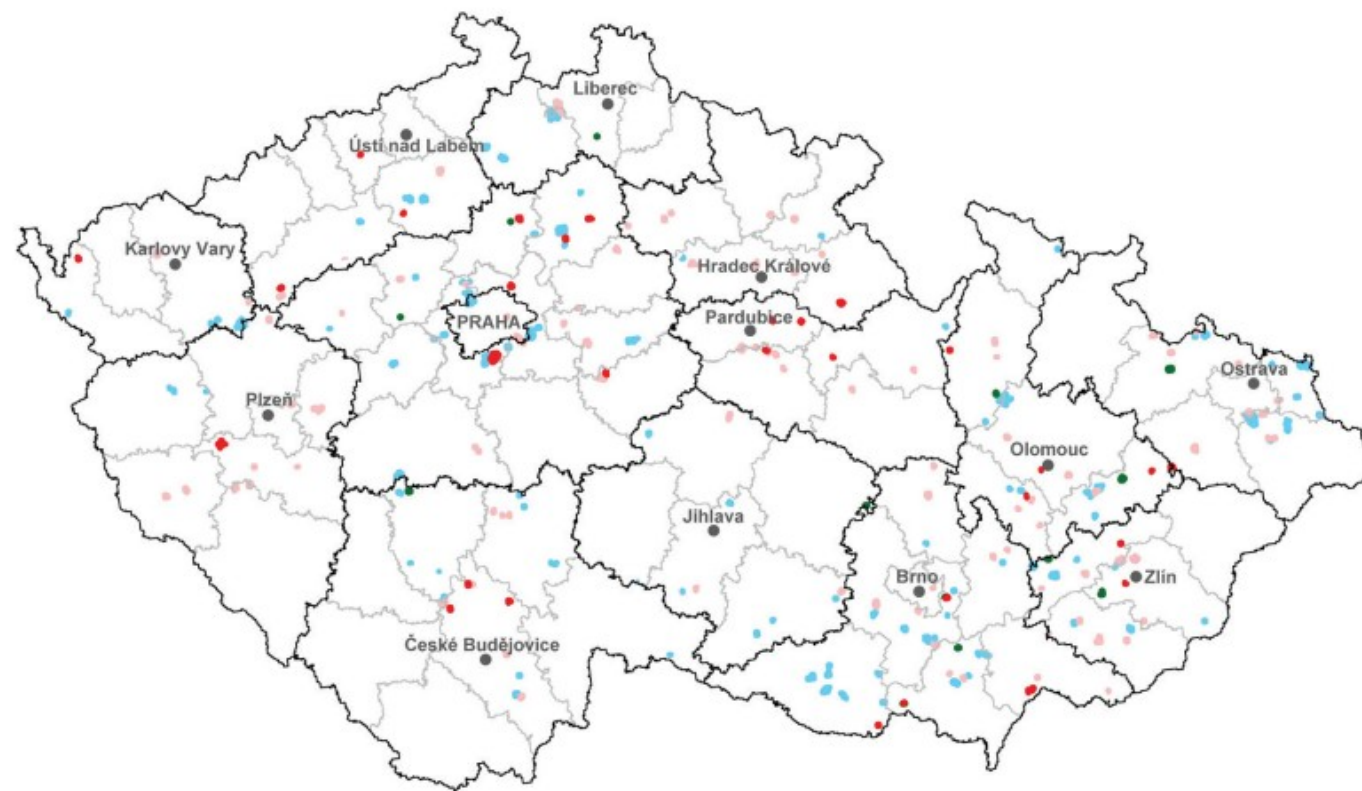 Liberec
Ústí nad Labem
Karlovy Vary
Hradec Králové
PRAHA
Pardubice
Ostrava
Plzeň
Olomouc
Jihlava
Brno
Zlín
České Budějovice